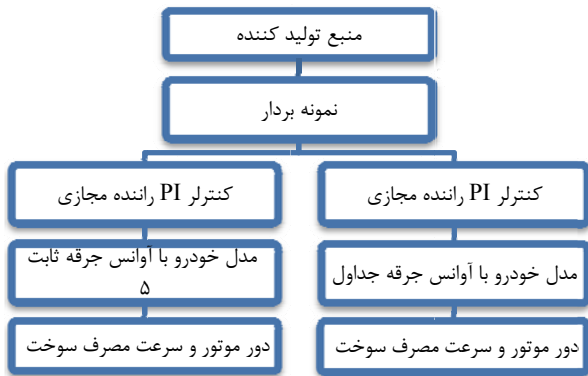 منبع تولید کننده
نمونه بردار
کنترلر PI راننده مجازی
کنترلر PI راننده مجازی
مدل خودرو با آوانس جرقه جداول
مدل خودرو با آوانس جرقه ثابت
۵
دور موتور و سرعت مصرف سوخت
دور موتور و سرعت مصرف سوخت